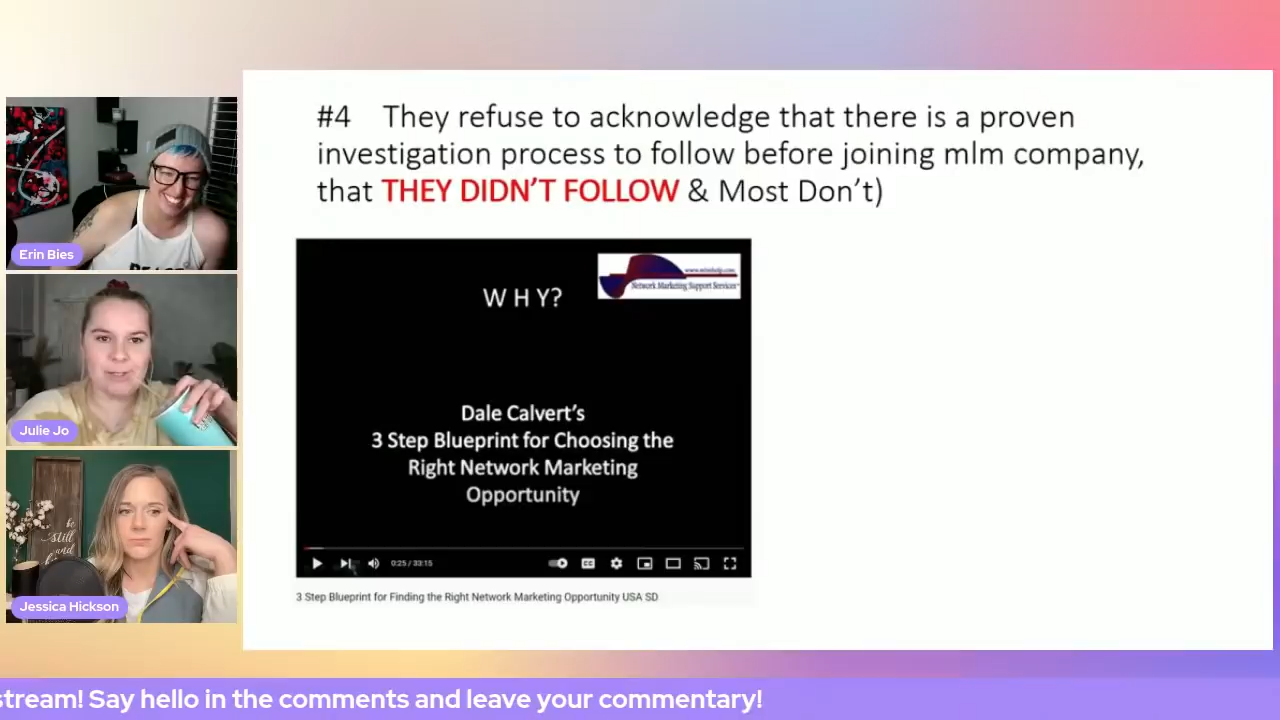 #4 They refuse to acknowledge that there is a proven
investigation process to follow before joining mlm company,
that THEY DIDN'T FOLLOW & Most Don't)
Erin Bies
Julie Jo
be
still
and
Jessica Hickson
Network Marketing Support Services
W H Y?
Dale Calvert's
3 Step Blueprint for Choosing the
Right Network Marketing
Opportunity
0:25 / 33:15
3 Step Blueprint for Finding the Right Network Marketing Opportunity USA SD
stream! Say hello in the comments and leave your commentary!